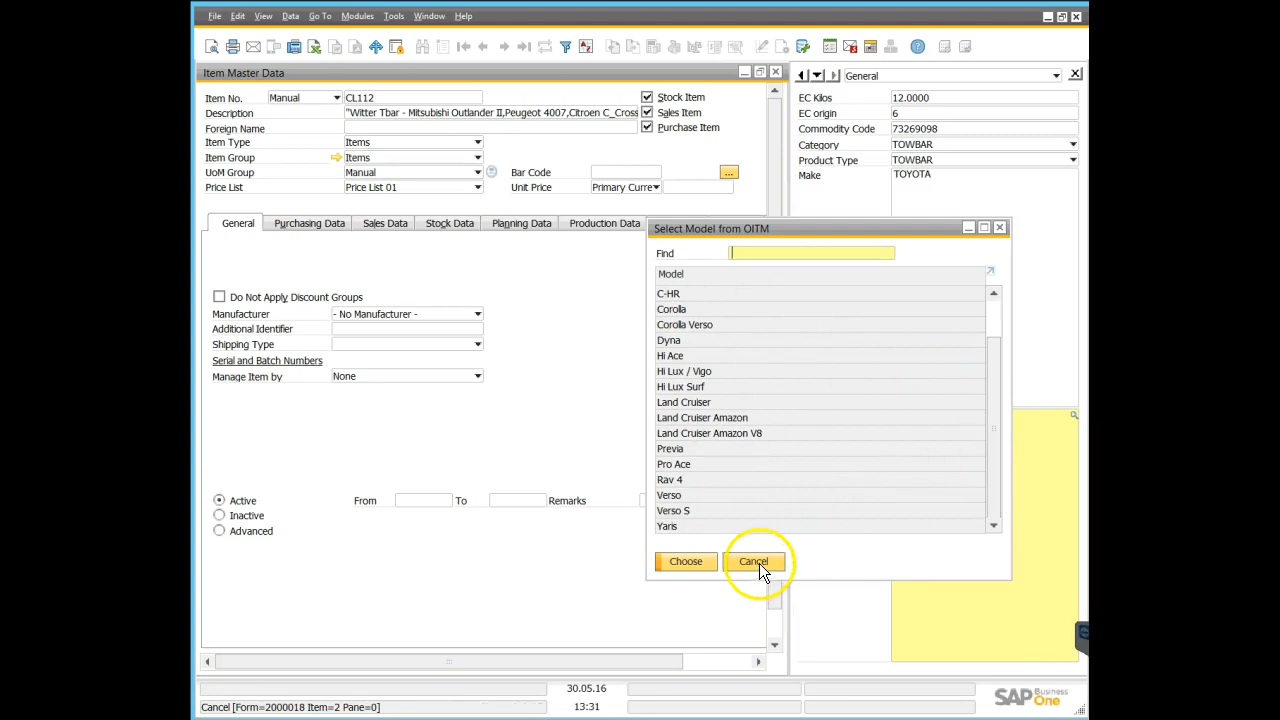 File Edit View Data Go To Modules Tools Window Help
Item Master Data
General
Item No. Manual CL112
Stock Item
EC Kilos 12.0000
Description "Witter Tbar - Mitsubishi Outlander II,Peugeot 4007,Citroen C_Cross
Sales Item
EC origin 6
Foreign Name
Purchase Item
Commodity Code 73269098
Item Type Items
Category TOWBAR
Item Group Items
Product Type TOWBAR
UoM Group Manual
Bar Code
...
Make TOYOTA
Price List Price List 01
Unit Price Primary Curre
General Purchasing Data Sales Data Stock Data Planning Data Production Data
Select Model from OITM
Find
Model
C-HR
Corolla
Corolla Verso
Dyna
Hi Ace
Hi Lux / Vigo
Hi Lux Surf
Land Cruiser
Land Cruiser Amazon
Land Cruiser Amazon V8
Previa
Pro Ace
Rav 4
Verso
Verso S
Yaris
Choose Cancel
Do Not Apply Discount Groups
Manufacturer - No Manufacturer -
Additional Identifier
Shipping Type
Serial and Batch Numbers
Manage Item by None
Active From To Remarks
Inactive
Advanced
30.05.16
Cancel [Form=2000018 Item=2 Pane=0] 13:31
SAP Business One